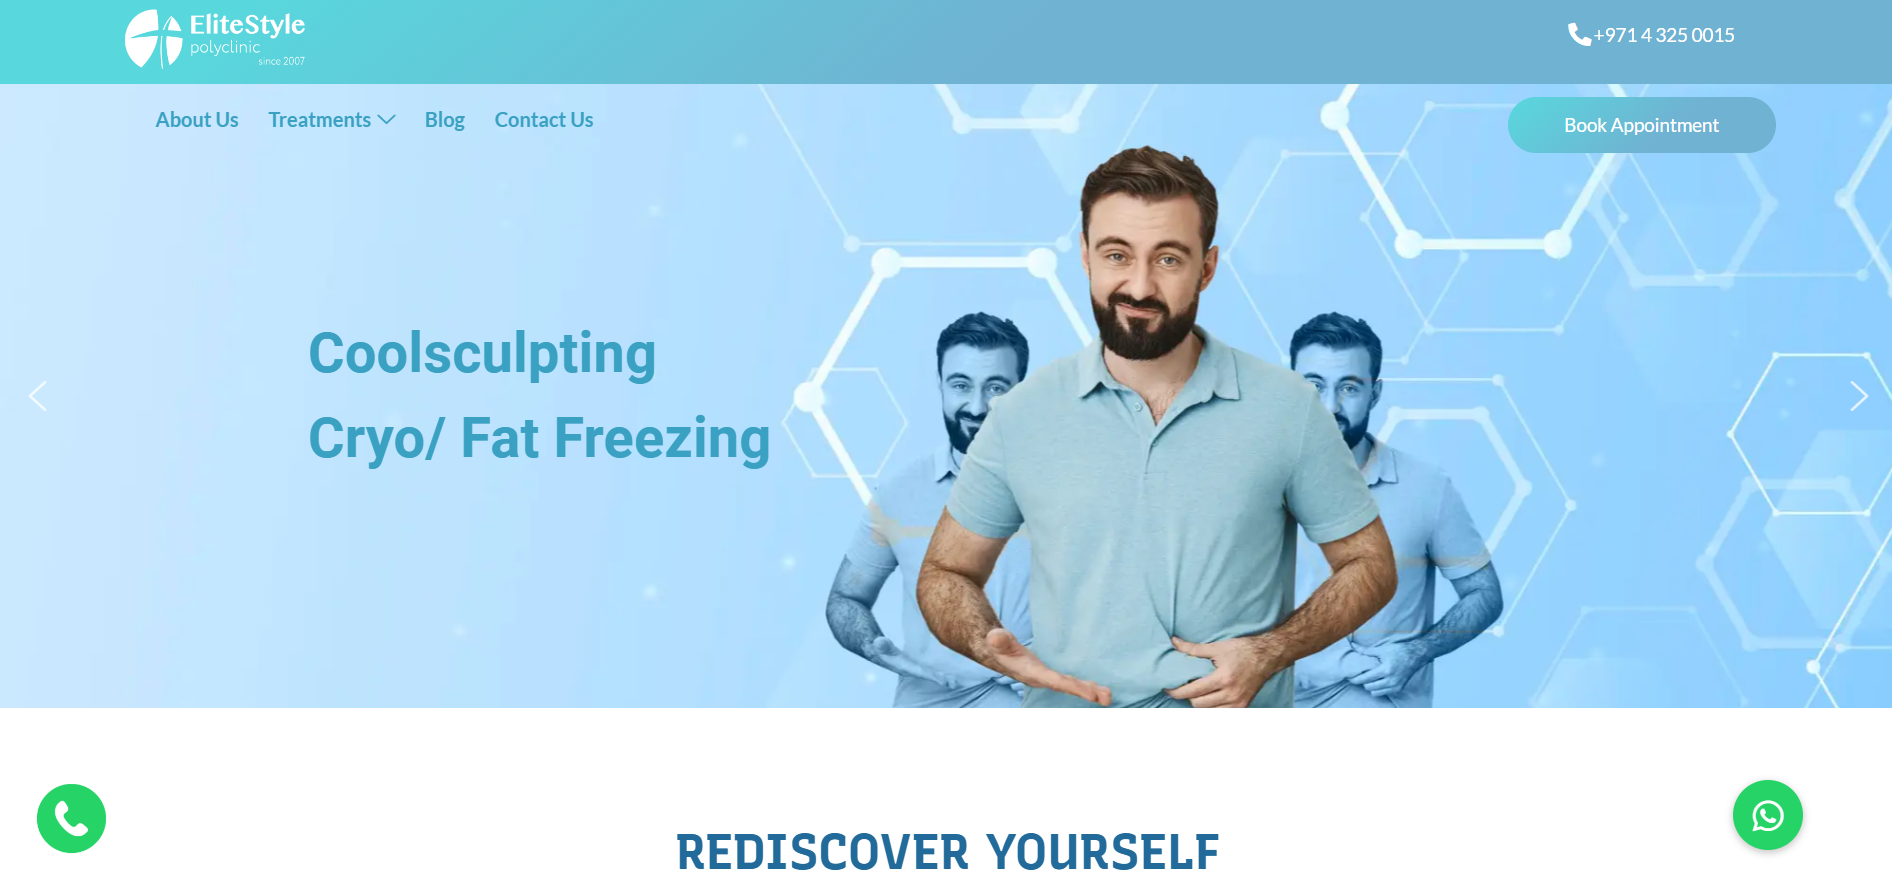 EliteStyle
polyclinic
since 2007
+971 4 325 0015
About Us
Treatments
Blog
Contact Us
Book Appointment
Coolsculpting
Cryo/ Fat Freezing
REDISCOVER YOURSELF